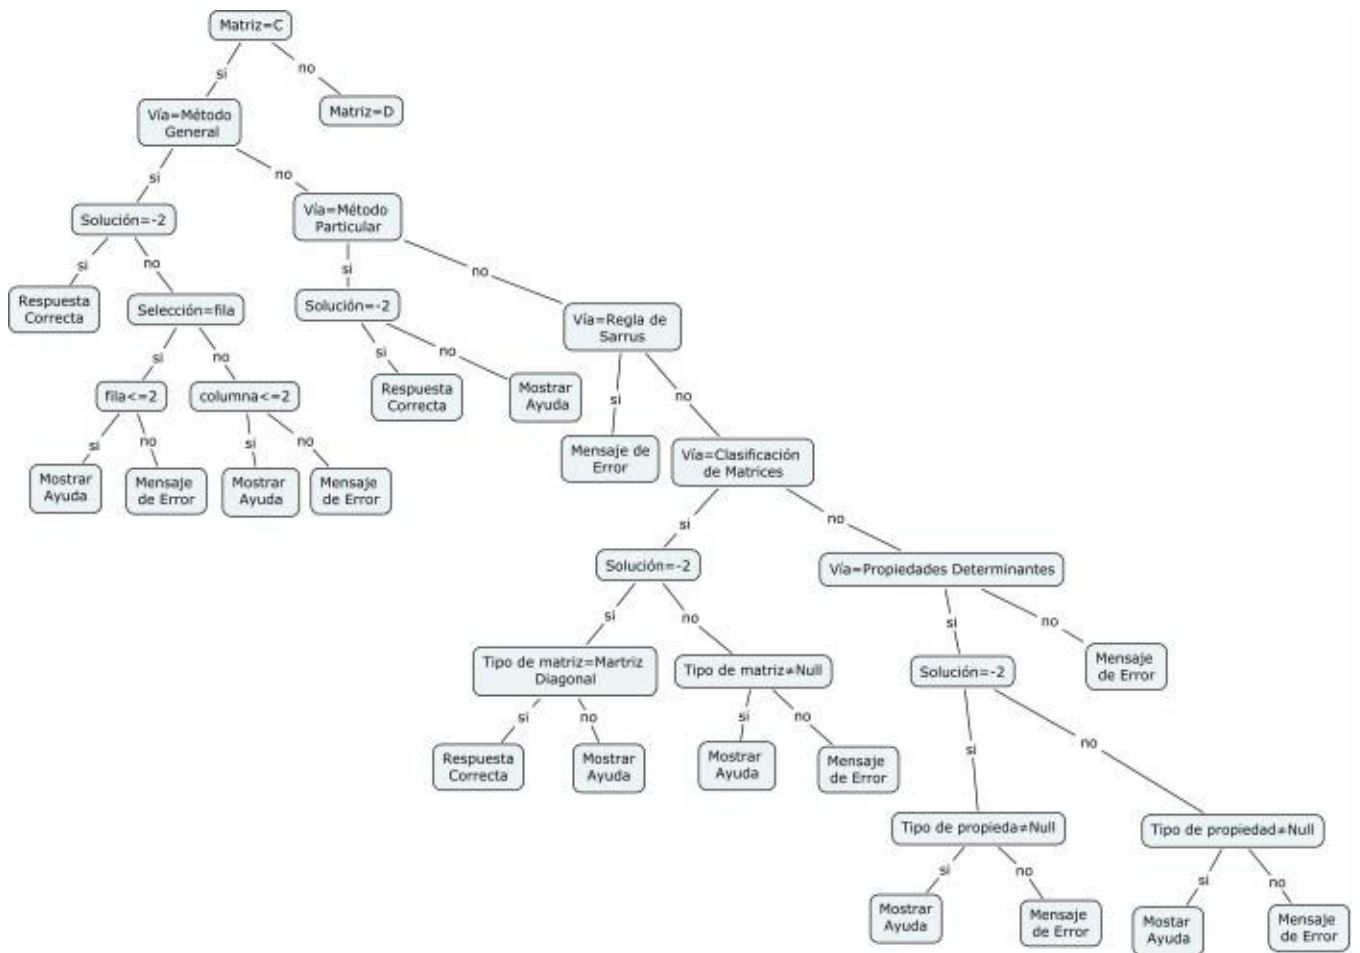 Matriz=C
si
no
Vía=Método
General
Matriz=D
si
no
Solución=-2
Vía=Método
Particular
si
no
si
no
Respuesta
Correcta
Selección=fila
Solución=-2
Vía=Regla de
Sarrus
si
no
si
no
si
no
fila<=2
columna<=2
Respuesta
Correcta
Mostrar
Ayuda
si
no
si
no
Mensaje de
Error
Vía=Clasificación
de Matrices
Mostrar
Ayuda
Mensaje
de Error
Mostrar
Ayuda
Mensaje
de Error
si
no
Solución=-2
Vía=Propiedades Determinantes
si
no
si
no
Tipo de matriz=Martriz
Diagonal
Tipo de matriz≠Null
Solución=-2
Mensaje
de Error
si
no
si
no
si
no
Respuesta
Correcta
Mostrar
Ayuda
Mostrar
Ayuda
Mensaje
de Error
Tipo de propieda≠Null
Tipo de propiedad≠Null
si
no
si
no
Mostrar
Ayuda
Mensaje
de Error
Mostar
Ayuda
Mensaje
de Error